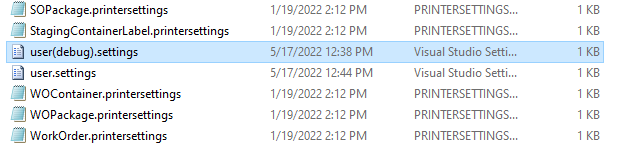 SOPackage.printersettings 1/19/2022 2:12 PM PRINTERSETTINGS... 1 KB
StagingContainerLabel.printersettings 1/19/2022 2:12 PM PRINTERSETTINGS... 1 KB
user(debug).settings 5/17/2022 12:38 PM Visual Studio Setti... 1 KB
user.settings 5/17/2022 12:44 PM Visual Studio Setti... 1 KB
WOContainer.printersettings 1/19/2022 2:12 PM PRINTERSETTINGS... 1 KB
WOPackage.printersettings 1/19/2022 2:12 PM PRINTERSETTINGS... 1 KB
WorkOrder.printersettings 1/19/2022 2:12 PM PRINTERSETTINGS... 1 KB